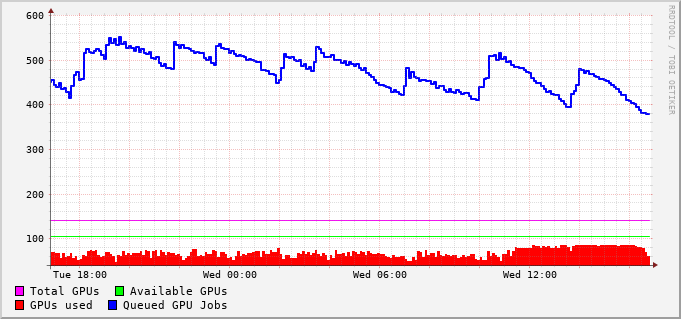 600
500
400
300
200
100
Tue 18:00 Wed 00:00 Wed 06:00 Wed 12:00
Total GPUs Available GPUs
GPUs used Queued GPU Jobs
RRDTOOL / TOBI OETIKER